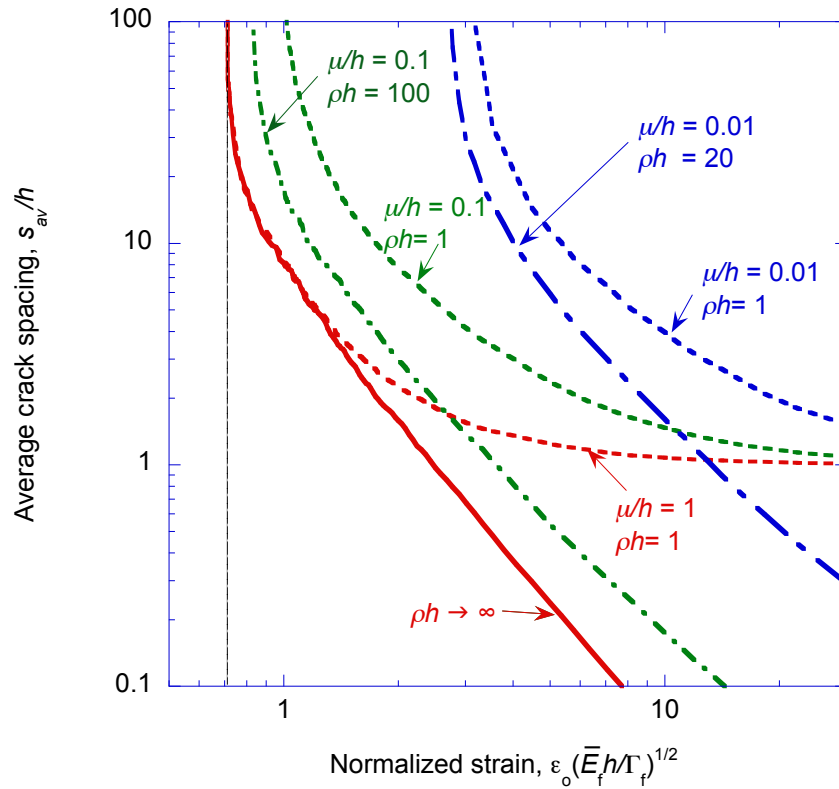 100
μ/h = 0.1
ρh = 100
μ/h = 0.01
ρh = 20
μ/h = 0.1
ρh= 1
10
μ/h = 0.01
ρh= 1
Average crack spacing, s_av/h
1
μ/h = 1
ρh= 1
ρh → ∞
0.1
1
10
Normalized strain, ε_o(Ē_f h/Γ_f)^1/2